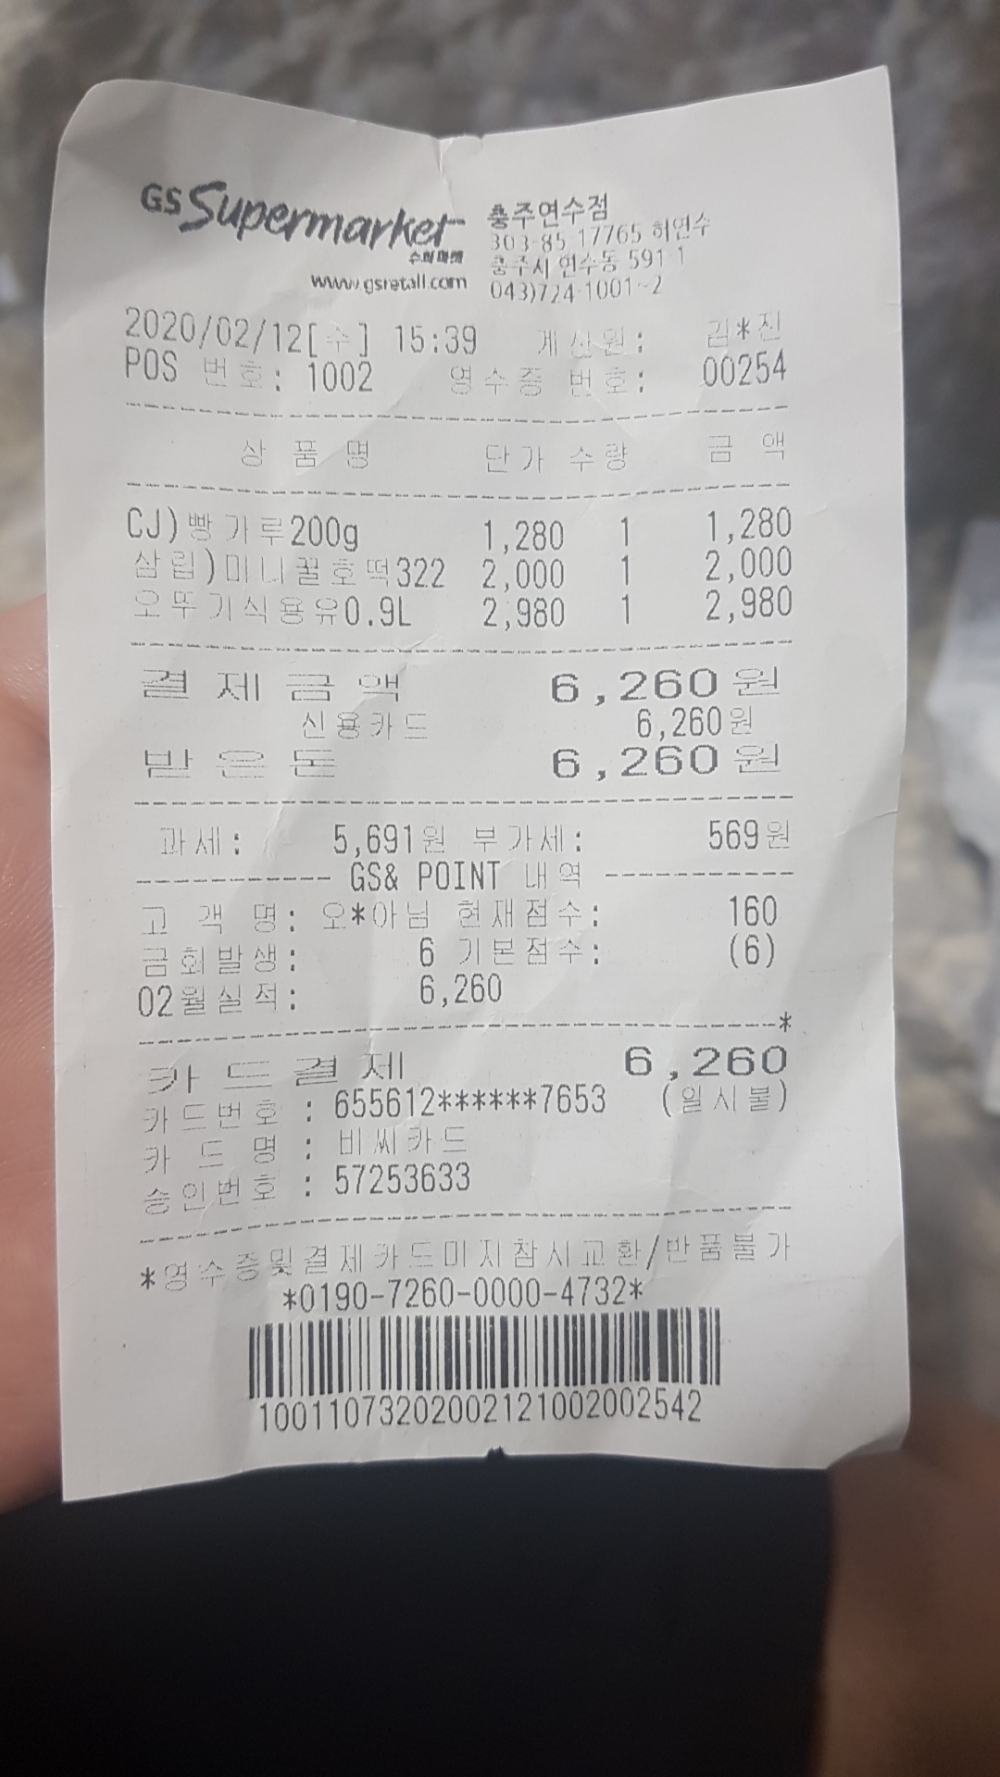 GS Supermarket 충주연수점
수퍼마켓 303-85-17765 허연수
www.gsretail.com 충주시 연수동 591-1
043)724-1001~2
2020/02/12[수] 15:39 계산원: 김*진
POS 번호: 1002 영수증 번호: 00254
상 품 명 단가 수량 금 액
CJ)빵가루200g 1,280 1 1,280
삼립)미니꿀호떡322 2,000 1 2,000
오뚜기식용유0.9L 2,980 1 2,980
결 제 금 액 6,260원
신용카드 6,260원
받 은 돈 6,260원
과세: 5,691원 부가세: 569원
GS& POINT 내역
고 객 명: 오*아님 현재점수: 160
금회발생: 6 기본점수: (6)
02월실적: 6,260
*
카 드 결 제 6,260
카드번호 : 655612******7653 (일시불)
카 드 명 : 비씨카드
승인번호 : 57253633
*영수증및결제카드미지참시교환/반품불가
*0190-7260-0000-4732*
10011073202002121002002542